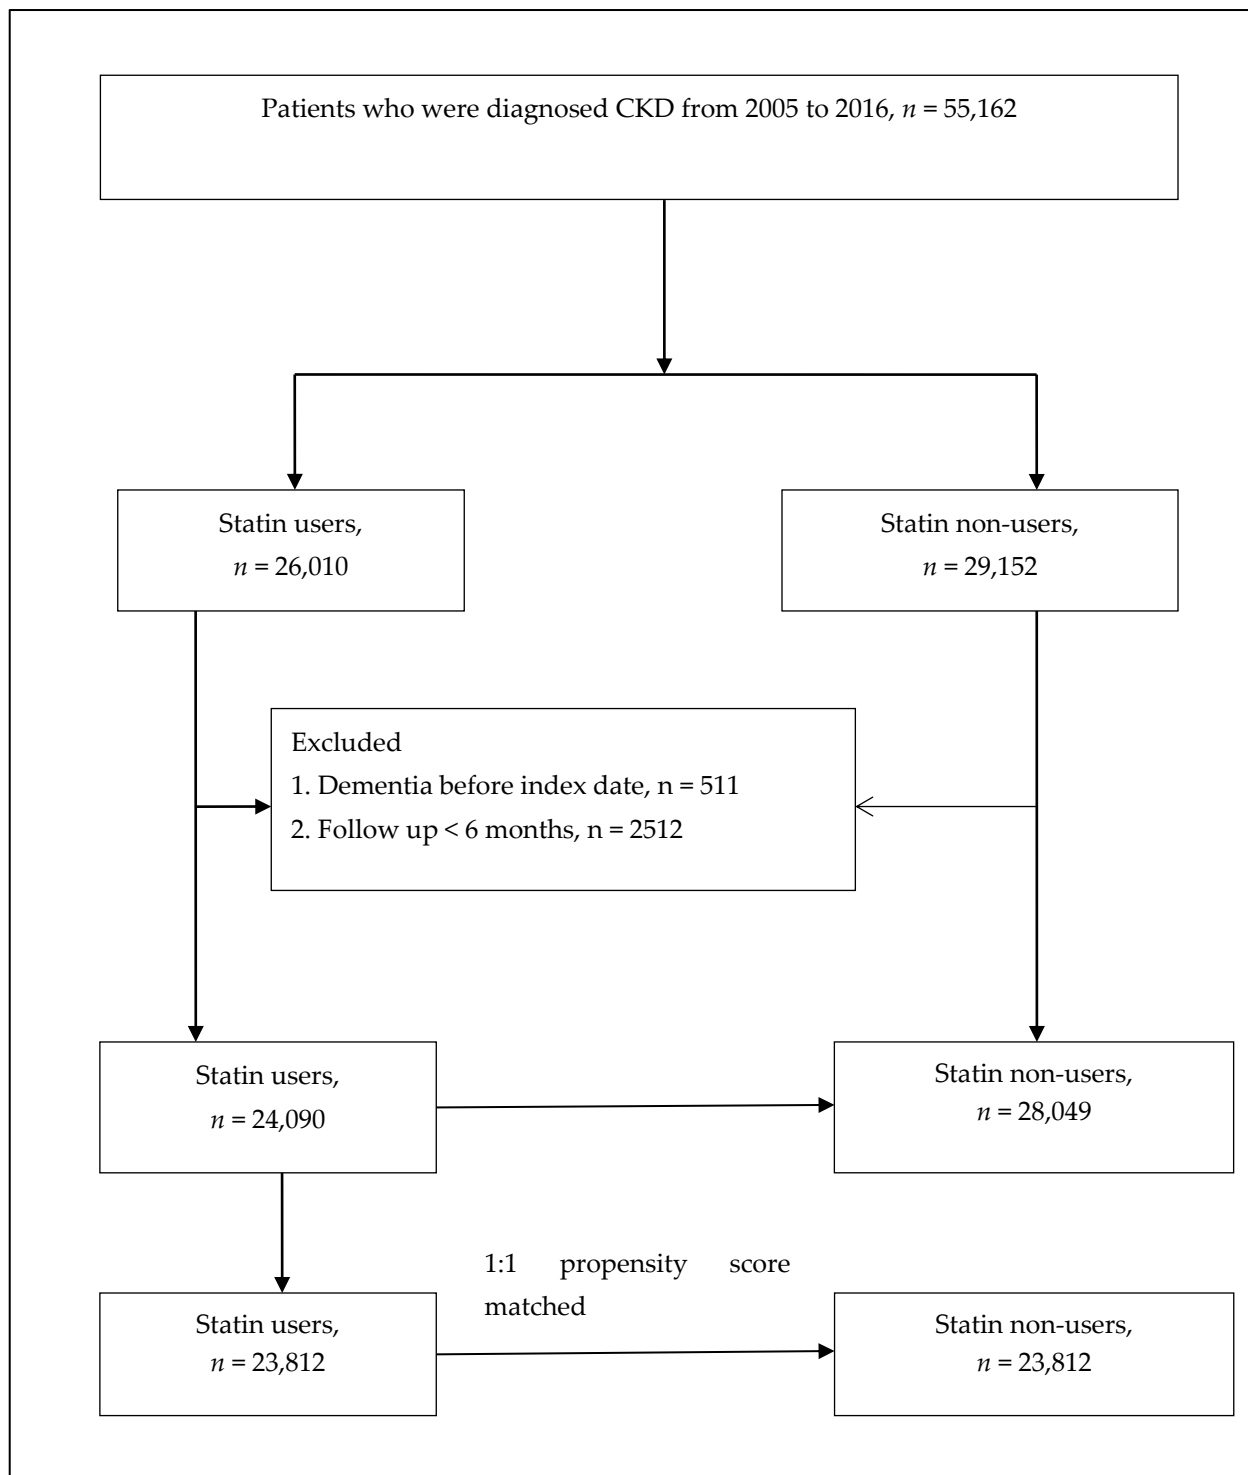 Patients who were diagnosed CKD from 2005 to 2016, n = 55,162
Statin users,
n = 26,010
Statin non-users,
n = 29,152
Excluded
1. Dementia before index date, n = 511
2. Follow up < 6 months, n = 2512
Statin users,
n = 24,090
Statin non-users,
n = 28,049
1:1 propensity score
matched
Statin users,
n = 23,812
Statin non-users,
n = 23,812